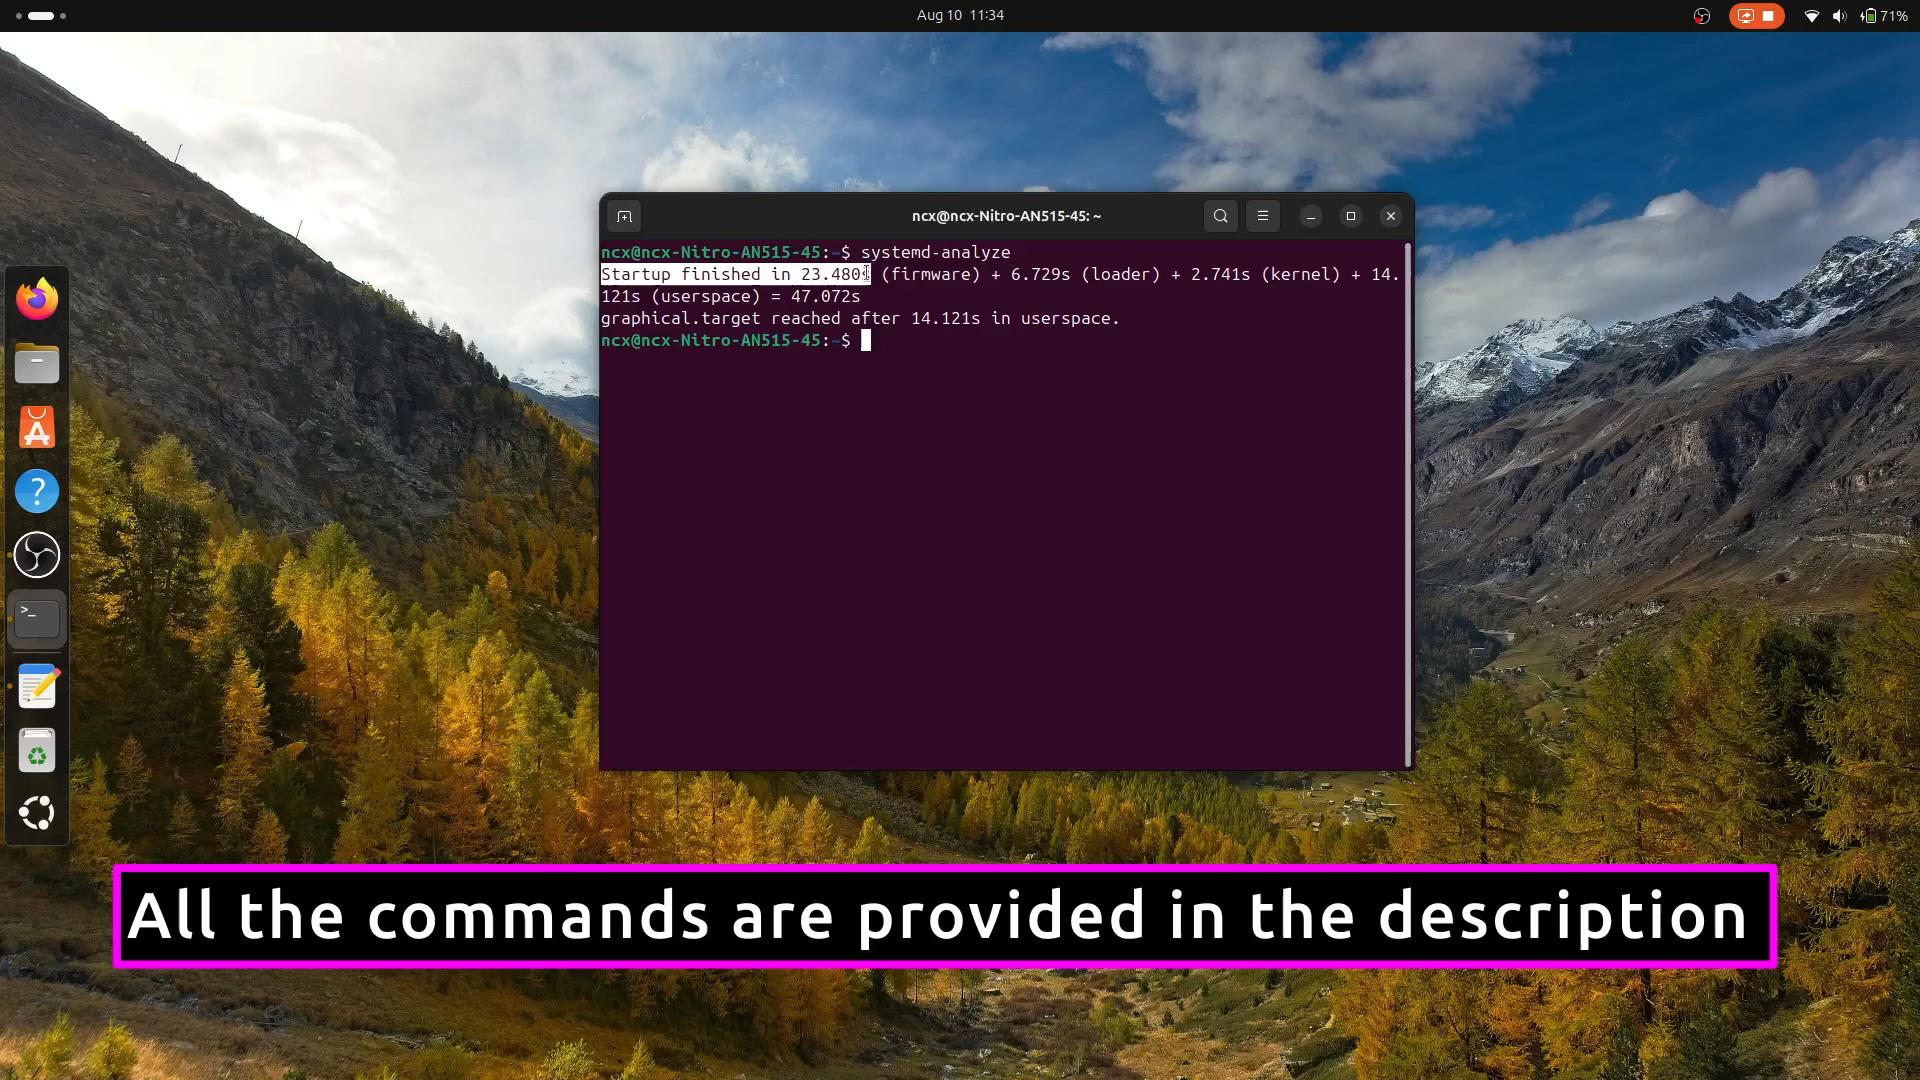 Aug 10 11:34
71%
ncx@ncx-Nitro-AN515-45: ~
ncx@ncx-Nitro-AN515-45:~$ systemd-analyze
Startup finished in 23.480s (firmware) + 6.729s (loader) + 2.741s (kernel) + 14.
121s (userspace) = 47.072s
graphical.target reached after 14.121s in userspace.
ncx@ncx-Nitro-AN515-45:~$
All the commands are provided in the description